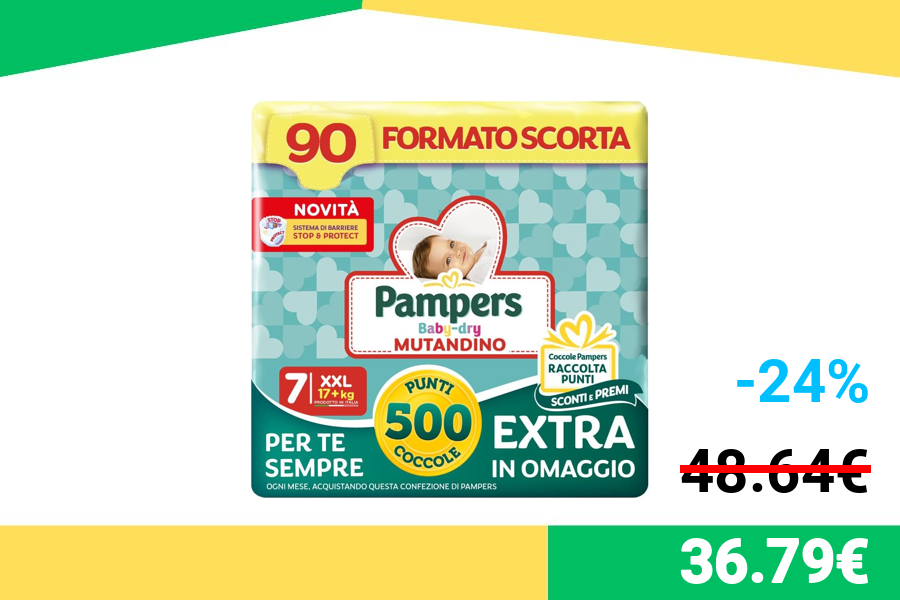 90 FORMATO SCORTA
NOVITÀ
SISTEMA DI BARRIERE
STOP & PROTECT
STOP
PROTECT
Pampers
Baby-dry
MUTANDINO
Coccole Pampers
RACCOLTA
PUNTI
SCONTI E PREMI
7 XXL
17+kg
PRODOTTO IN ITALIA
PUNTI
500
COCCOLE
PER TE
SEMPRE
EXTRA
IN OMAGGIO
OGNI MESE, ACQUISTANDO QUESTA CONFEZIONE DI PAMPERS
-24%
48.64€
36.79€